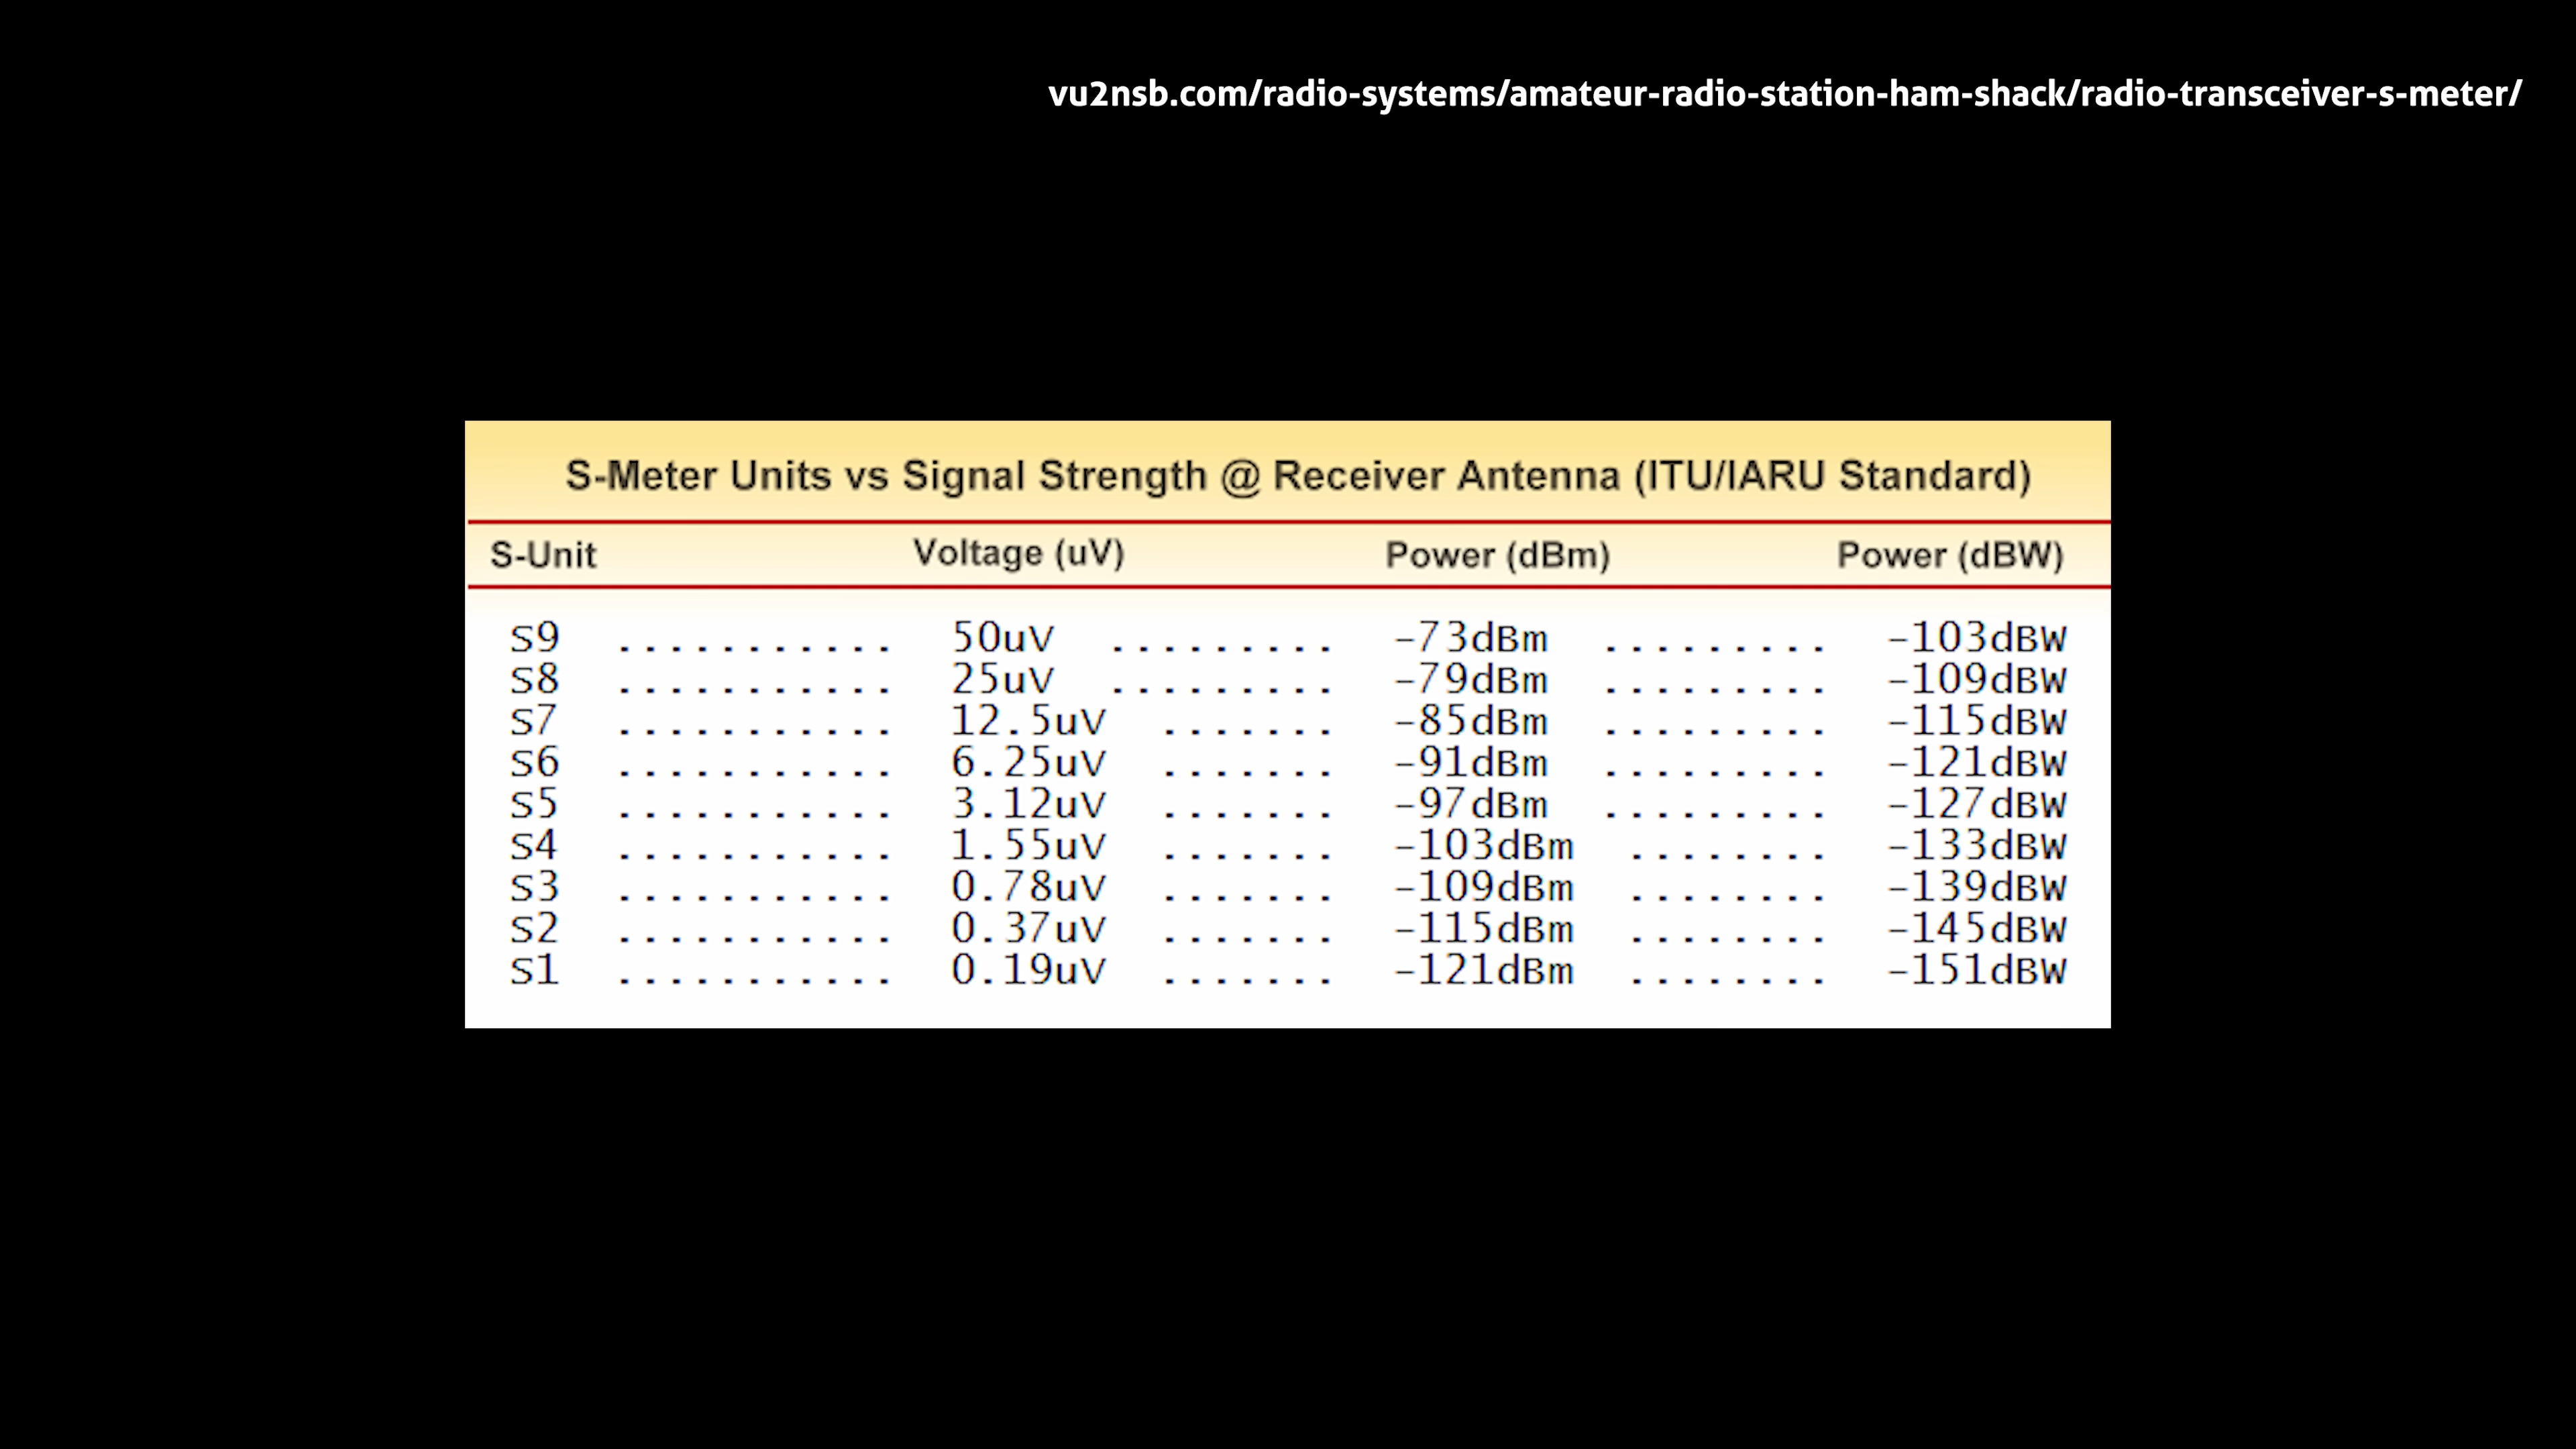 vu2nsb.com/radio-systems/amateur-radio-station-ham-shack/radio-transceiver-s-meter/
S-Meter Units vs Signal Strength @ Receiver Antenna (ITU/IARU Standard)
S-Unit Voltage (uV) Power (dBm) Power (dBW)
S9 ........... 50uV ......... -73dBm ......... -103dBW
S8 ........... 25uV ......... -79dBm ......... -109dBW
S7 ........... 12.5uV ....... -85dBm ......... -115dBW
S6 ........... 6.25uV ....... -91dBm ......... -121dBW
S5 ........... 3.12uV ....... -97dBm ......... -127dBW
S4 ........... 1.55uV ....... -103dBm ........ -133dBW
S3 ........... 0.78uV ....... -109dBm ........ -139dBW
S2 ........... 0.37uV ....... -115dBm ........ -145dBW
S1 ........... 0.19uV ....... -121dBm ........ -151dBW